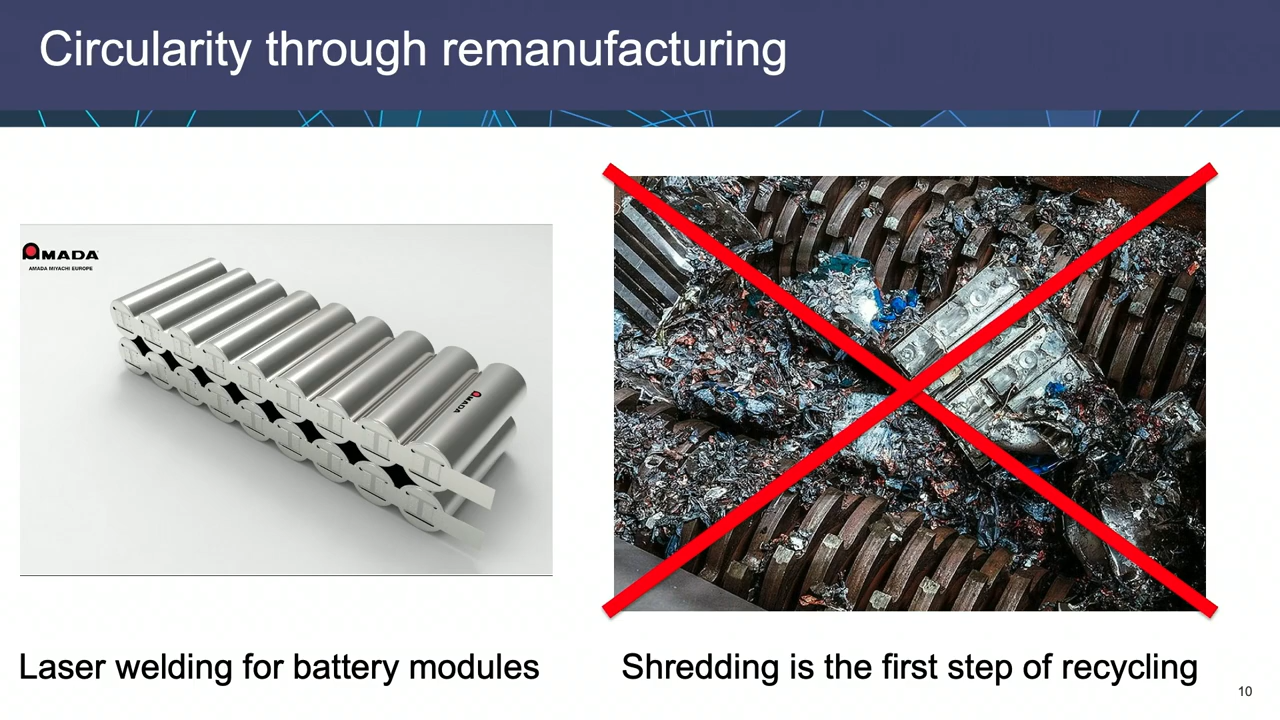 Circularity through remanufacturing
AMADA
AMADA MIYACHI EUROPE
AMADA
Laser welding for battery modules
Shredding is the first step of recycling
10